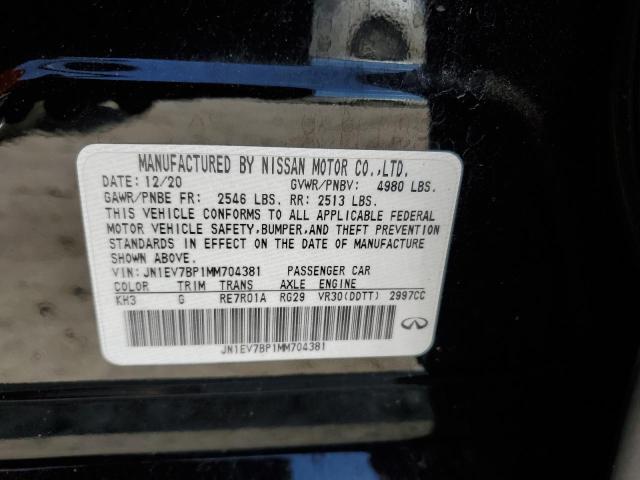 MANUFACTURED BY NISSAN MOTOR CO.,LTD.
DATE: 12/20 GVWR/PNBV: 4980 LBS.
GAWR/PNBE FR: 2546 LBS. RR: 2513 LBS.
THIS VEHICLE CONFORMS TO ALL APPLICABLE FEDERAL
MOTOR VEHICLE SAFETY,BUMPER,AND THEFT PREVENTION
STANDARDS IN EFFECT ON THE DATE OF MANUFACTURE
SHOWN ABOVE.
VIN: JN1EV7BP1MM704381 PASSENGER CAR
COLOR TRIM TRANS AXLE ENGINE
KH3 G RE7R01A RG29 VR30(DDTT) 2997CC
JN1EV7BP1MM704381